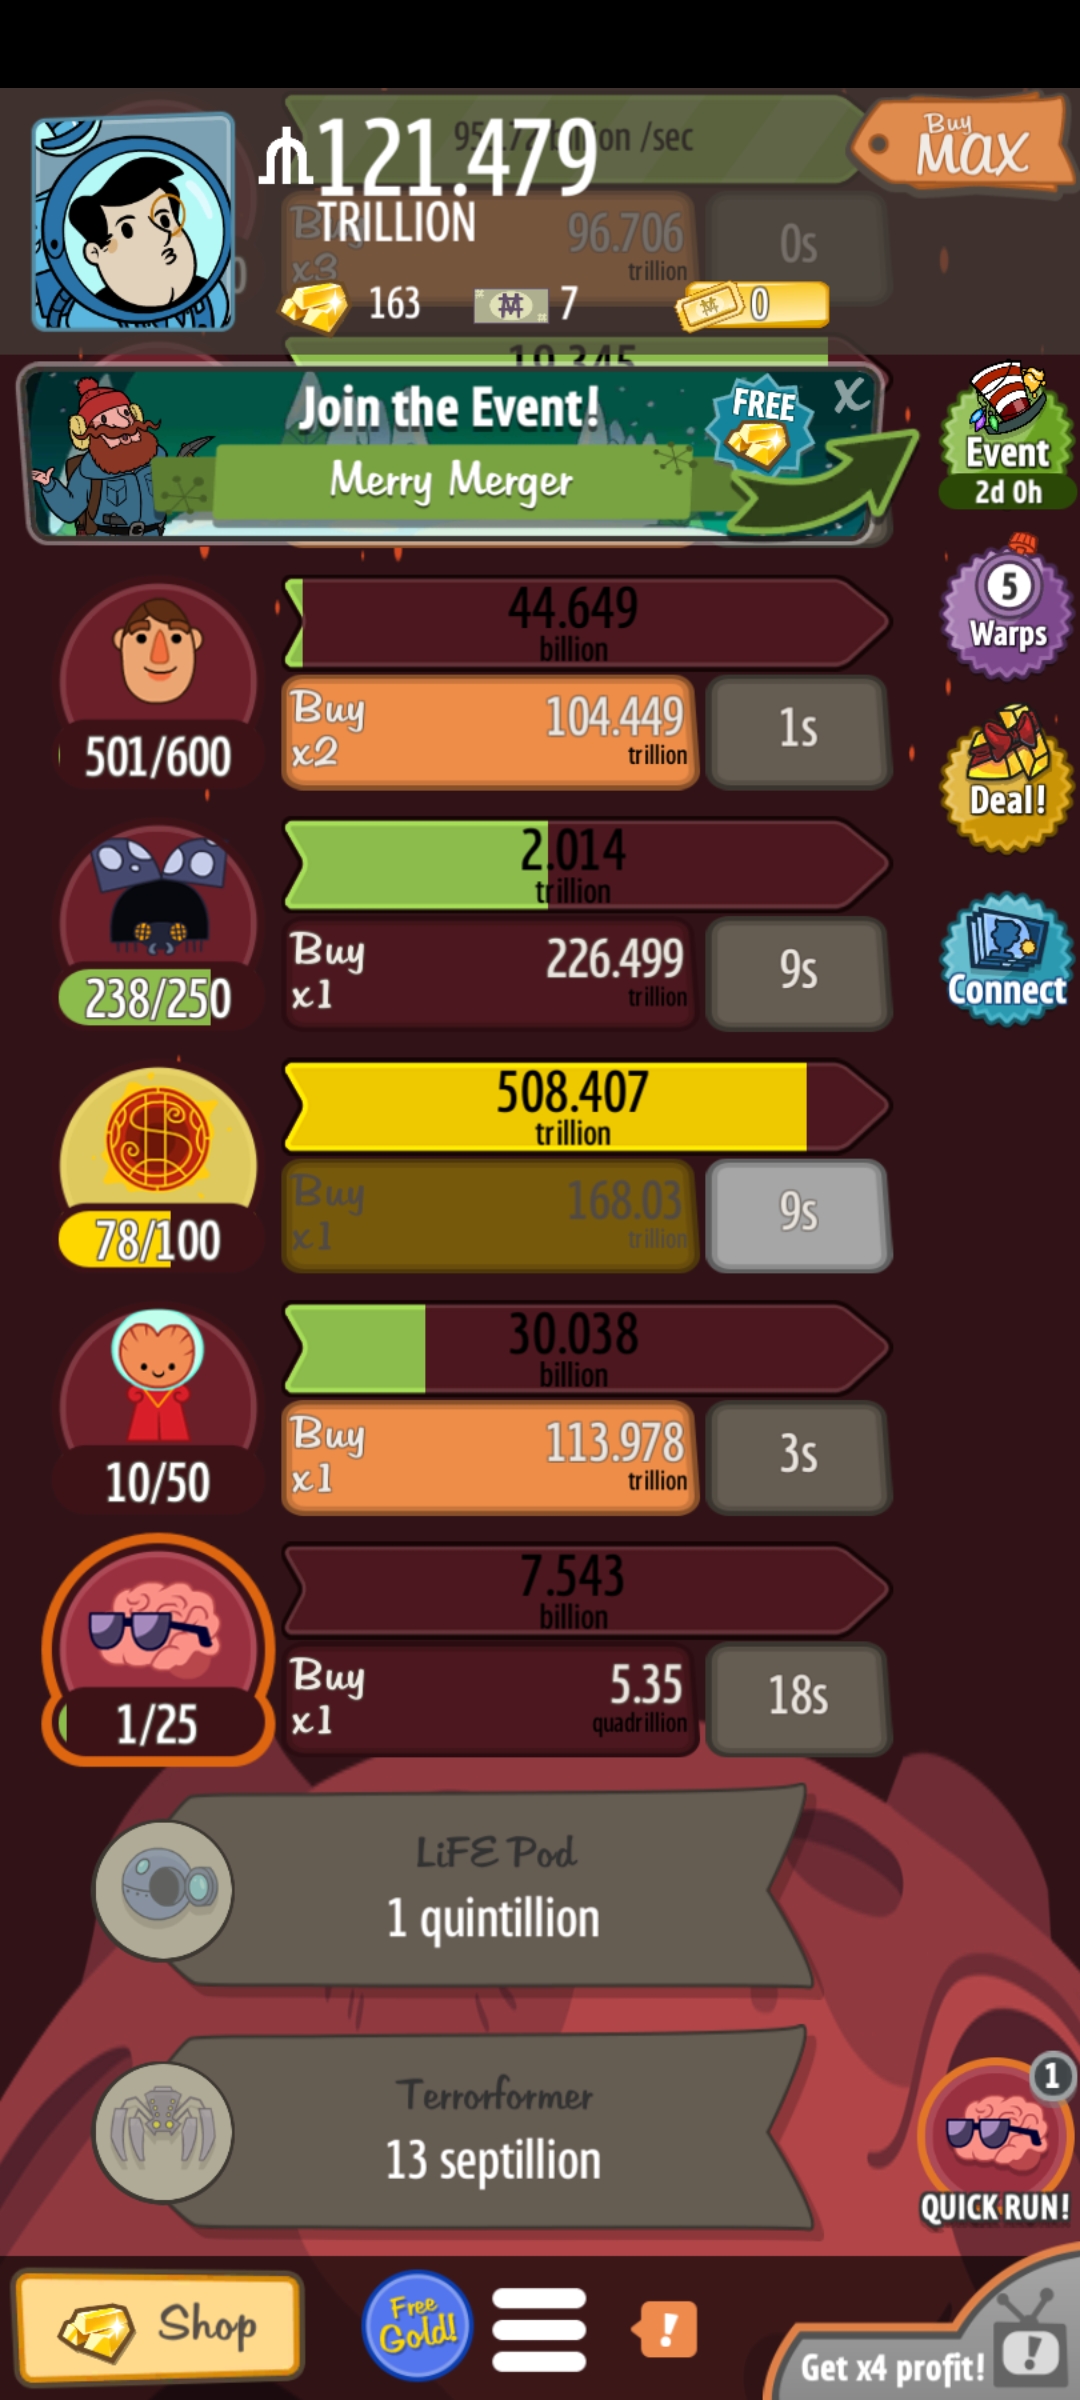 121.479
TRILLION
Buy
MAX
Buy
x3
96.706
trillion
0s
163
7
0
Join the Event!
FREE
X
Merry Merger
Event
2d 0h
44.649
billion
5
Warps
Buy
x2
104.449
trillion
1s
501/600
Deal!
2.014
trillion
Buy
x1
226.499
trillion
9s
238/250
Connect
508.407
trillion
Buy
x1
168.03
trillion
9s
78/100
30.038
billion
Buy
x1
113.978
trillion
3s
10/50
7.543
billion
Buy
x1
5.35
quadrillion
18s
1/25
LiFE Pod
1 quintillion
Terrorformer
13 septillion
1
QUICK RUN!
Shop
Free
Gold!
!
Get x4 profit!
!